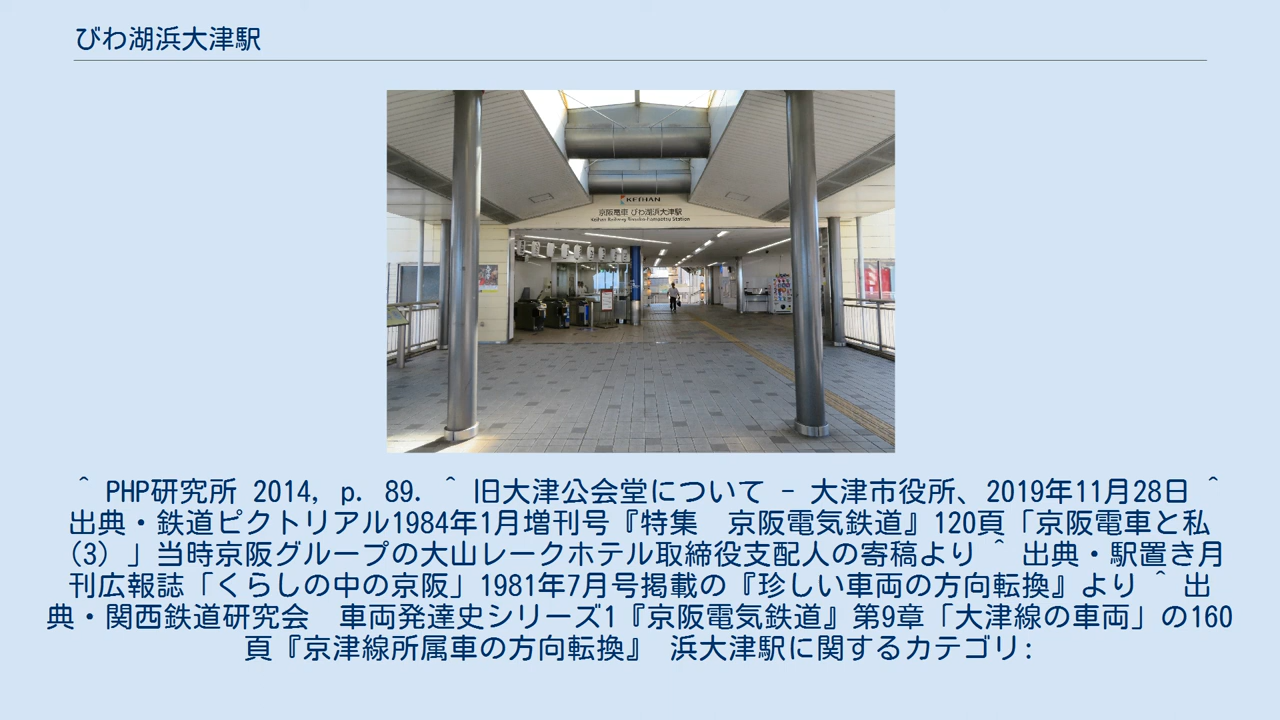 びわ湖浜大津駅
KEIHAN
京阪電車 びわ湖浜大津駅
Keihan Railway Biwako-hamaotsu Station
^ PHP研究所 2014, p. 89. ^ 旧大津公会堂について - 大津市役所、2019年11月28日 ^
出典・鉄道ピクトリアル1984年1月増刊号『特集　京阪電気鉄道』120頁「京阪電車と私
（3）」当時京阪グループの大山レークホテル取締役支配人の寄稿より ^ 出典・駅置き月
刊広報誌「くらしの中の京阪」1981年7月号掲載の『珍しい車両の方向転換』より ^ 出
典・関西鉄道研究会　車両発達史シリーズ1『京阪電気鉄道』第9章「大津線の車両」の160
頁『京津線所属車の方向転換』 浜大津駅に関するカテゴリ: